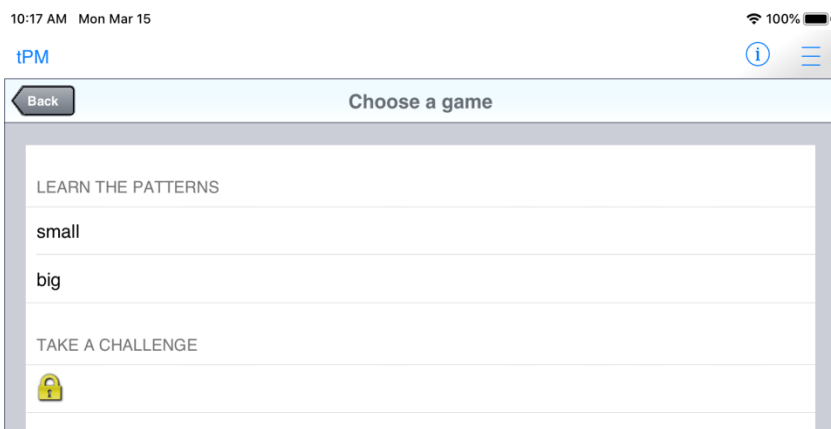 10:17 AM Mon Mar 15 100%
tPM
Back Choose a game
LEARN THE PATTERNS
small
big
TAKE A CHALLENGE